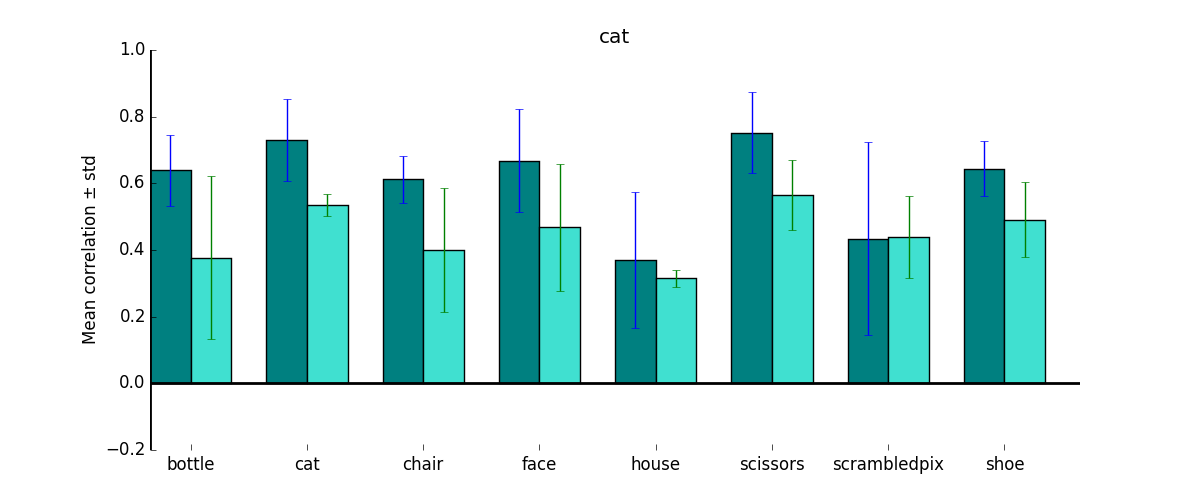 cat
Mean correlation ± std
1.0
0.8
0.6
0.4
0.2
0.0
−0.2
bottle cat chair face house scissors scrambledpix shoe